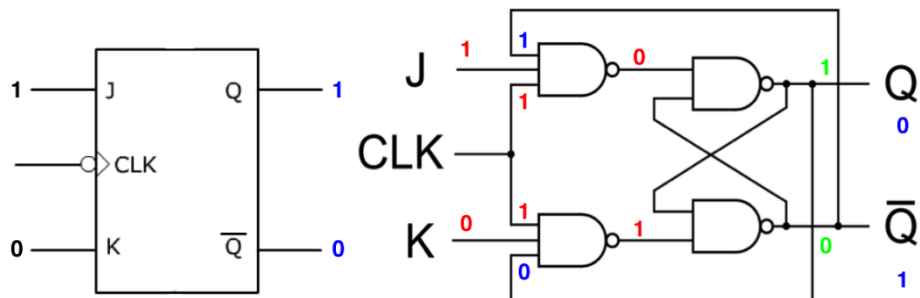 1 J Q 1
CLK
0 K Q̅ 0
J 1 1 0 1 Q
1 0
CLK
K 0 1 1 0 Q̅
0 1